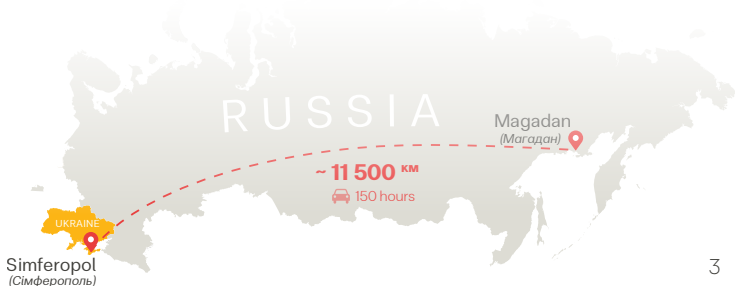 RUSSIA
Magadan
(Магадан)
~ 11 500 км
150 hours
UKRAINE
Simferopol
(Сімферополь)
3